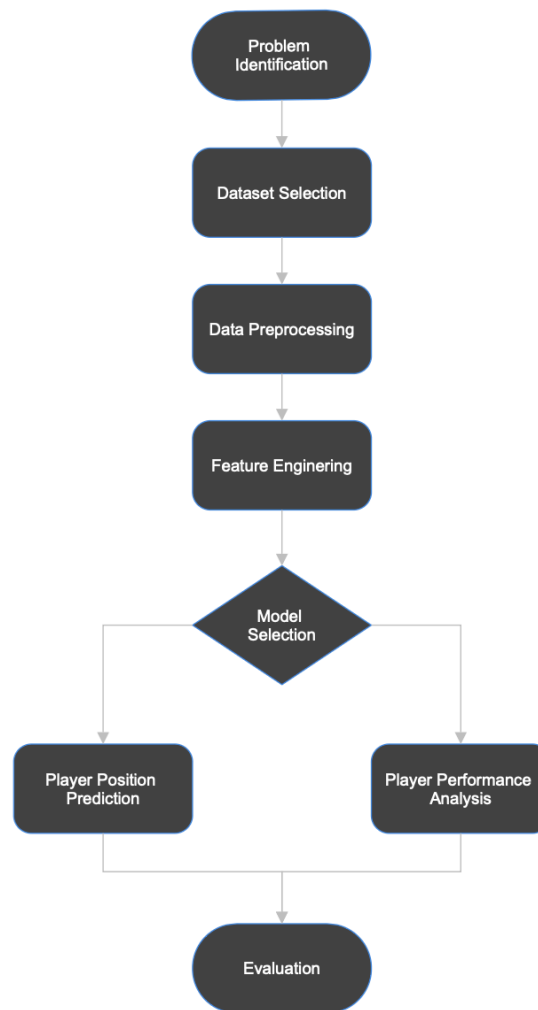 Problem
Identification
Dataset Selection
Data Preprocessing
Feature Enginering
Model
Selection
Player Position
Prediction
Player Performance
Analysis
Evaluation